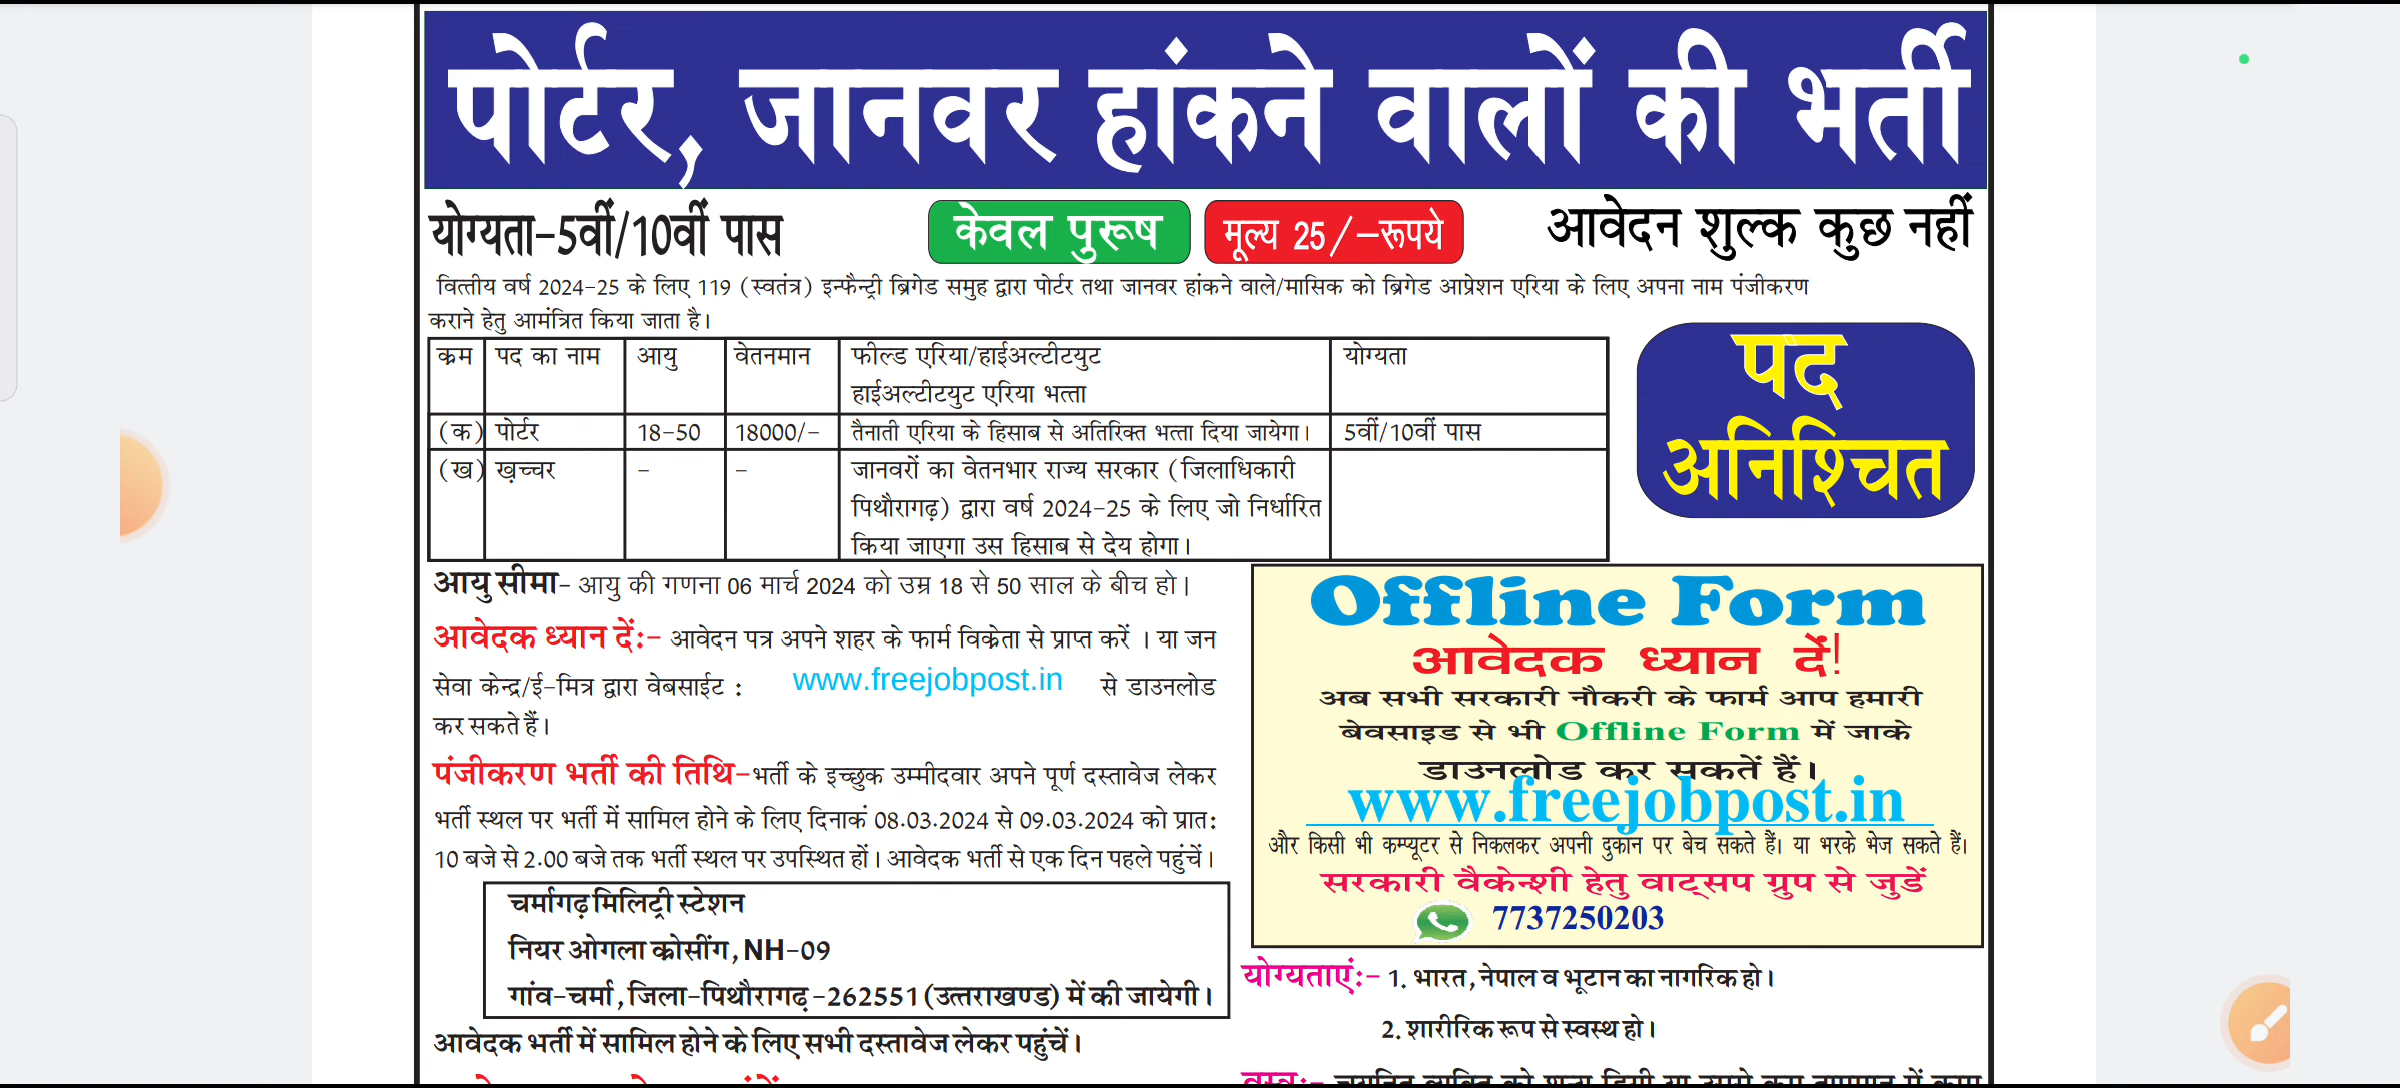 पोर्टर, जानवर हांकने वालों की भर्ती
योग्यता-5वीं/10वीं पास
केवल पुरूष
मूल्य 25/-रूपये
आवेदन शुल्क कुछ नहीं
वित्तीय वर्ष 2024-25 के लिए 119 (स्वतंत्र) इन्फैन्ट्री ब्रिगेड समुह द्वारा पोर्टर तथा जानवर हांकने वाले/मासिक को ब्रिगेड आप्रेशन एरिया के लिए अपना नाम पंजीकरण
कराने हेतु आमंत्रित किया जाता है।
क्रम पद का नाम आयु वेतनमान फील्ड एरिया/हाईअल्टीटयुट योग्यता
हाईअल्टीटयुट एरिया भत्ता
(क) पोर्टर 18-50 18000/- तैनाती एरिया के हिसाब से अतिरिक्त भत्ता दिया जायेगा। 5वीं/10वीं पास
(ख) ख़च्चर - - जानवरों का वेतनभार राज्य सरकार (जिलाधिकारी
पिथौरागढ़) द्वारा वर्ष 2024-25 के लिए जो निर्धारित
किया जाएगा उस हिसाब से देय होगा।
पद
अनिश्चित
आयु सीमा- आयु की गणना 06 मार्च 2024 को उम्र 18 से 50 साल के बीच हो।
आवेदक ध्यान दें:- आवेदन पत्र अपने शहर के फार्म विक्रेता से प्राप्त करें । या जन
सेवा केन्द्र/ई-मित्र द्वारा वेबसाईट : www.freejobpost.in से डाउनलोड
कर सकते हैं।
पंजीकरण भर्ती की तिथि-भर्ती के इच्छुक उम्मीदवार अपने पूर्ण दस्तावेज लेकर
भर्ती स्थल पर भर्ती में सामिल होने के लिए दिनाकं 08.03.2024 से 09.03.2024 को प्रात:
10 बजे से 2.00 बजे तक भर्ती स्थल पर उपस्थित हों। आवेदक भर्ती से एक दिन पहले पहुंचें।
चर्मागढ़ मिलिट्री स्टेशन
नियर ओगला क्रोसींग, NH-09
गांव-चर्मा, जिला-पिथौरागढ़-262551 (उत्तराखण्ड) में की जायेगी।
आवेदक भर्ती में सामिल होने के लिए सभी दस्तावेज लेकर पहुंचें।
Offline Form
आवेदक ध्यान दें!
अब सभी सरकारी नौकरी के फार्म आप हमारी
बेवसाइड से भी Offline Form में जाके
डाउनलोड कर सकतें हैं।
www.freejobpost.in
और किसी भी कम्प्यूटर से निकलकर अपनी दुकान पर बेच सकते हैं। या भरके भेज सकते हैं।
सरकारी वैकेन्शी हेतु वाट्सप ग्रुप से जुडें
7737250203
योग्यताएं:- 1. भारत, नेपाल व भूटान का नागरिक हो।
2. शारीरिक रूप से स्वस्थ हो।